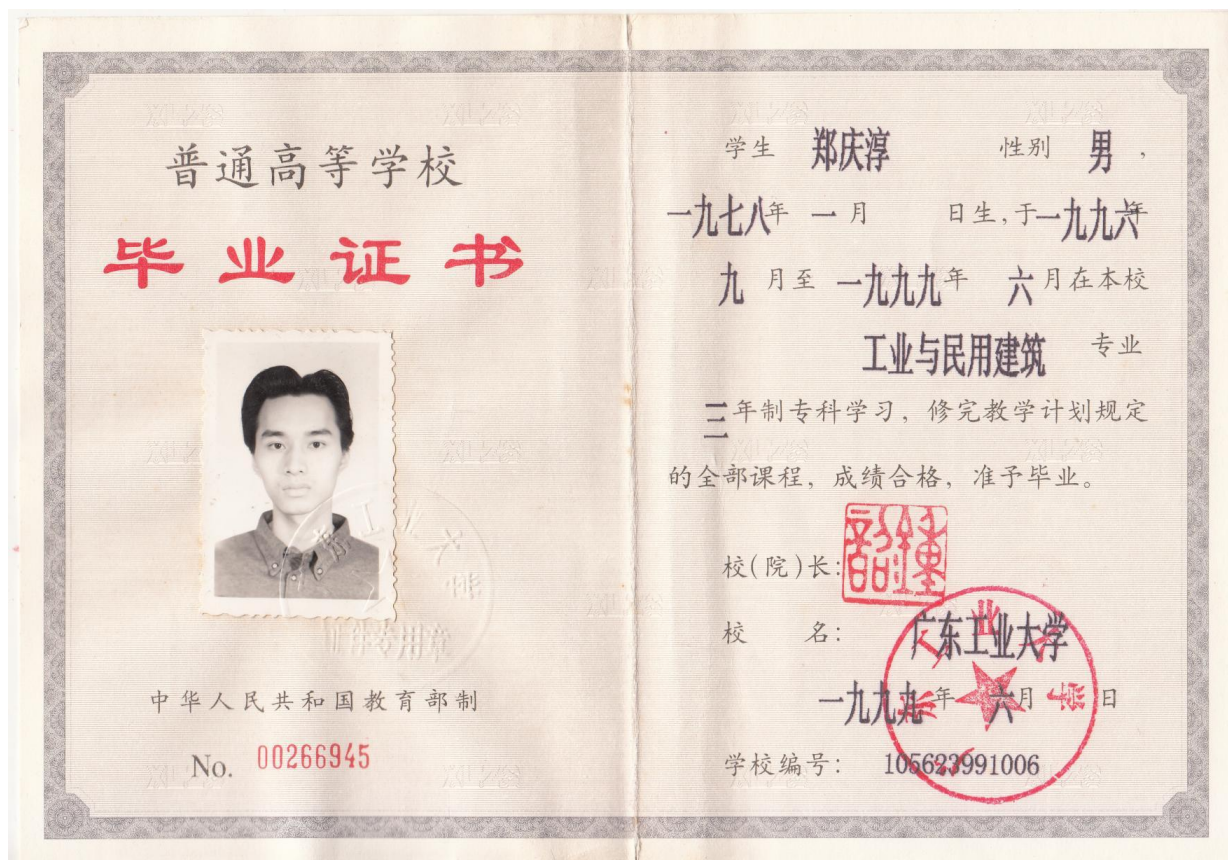 普通高等学校
毕业证书
中华人民共和国教育部制
No. 00266945
学生 郑庆淳 性别 男，
一九七八年 一月 日生，于一九九六年
九 月至 一九九九年 六月在本校
工业与民用建筑 专业
三年制专科学习，修完教学计划规定
的全部课程，成绩合格，准予毕业。
校(院)长：
校 名：广东工业大学
一九九九年 六月 日
学校编号：105623991006